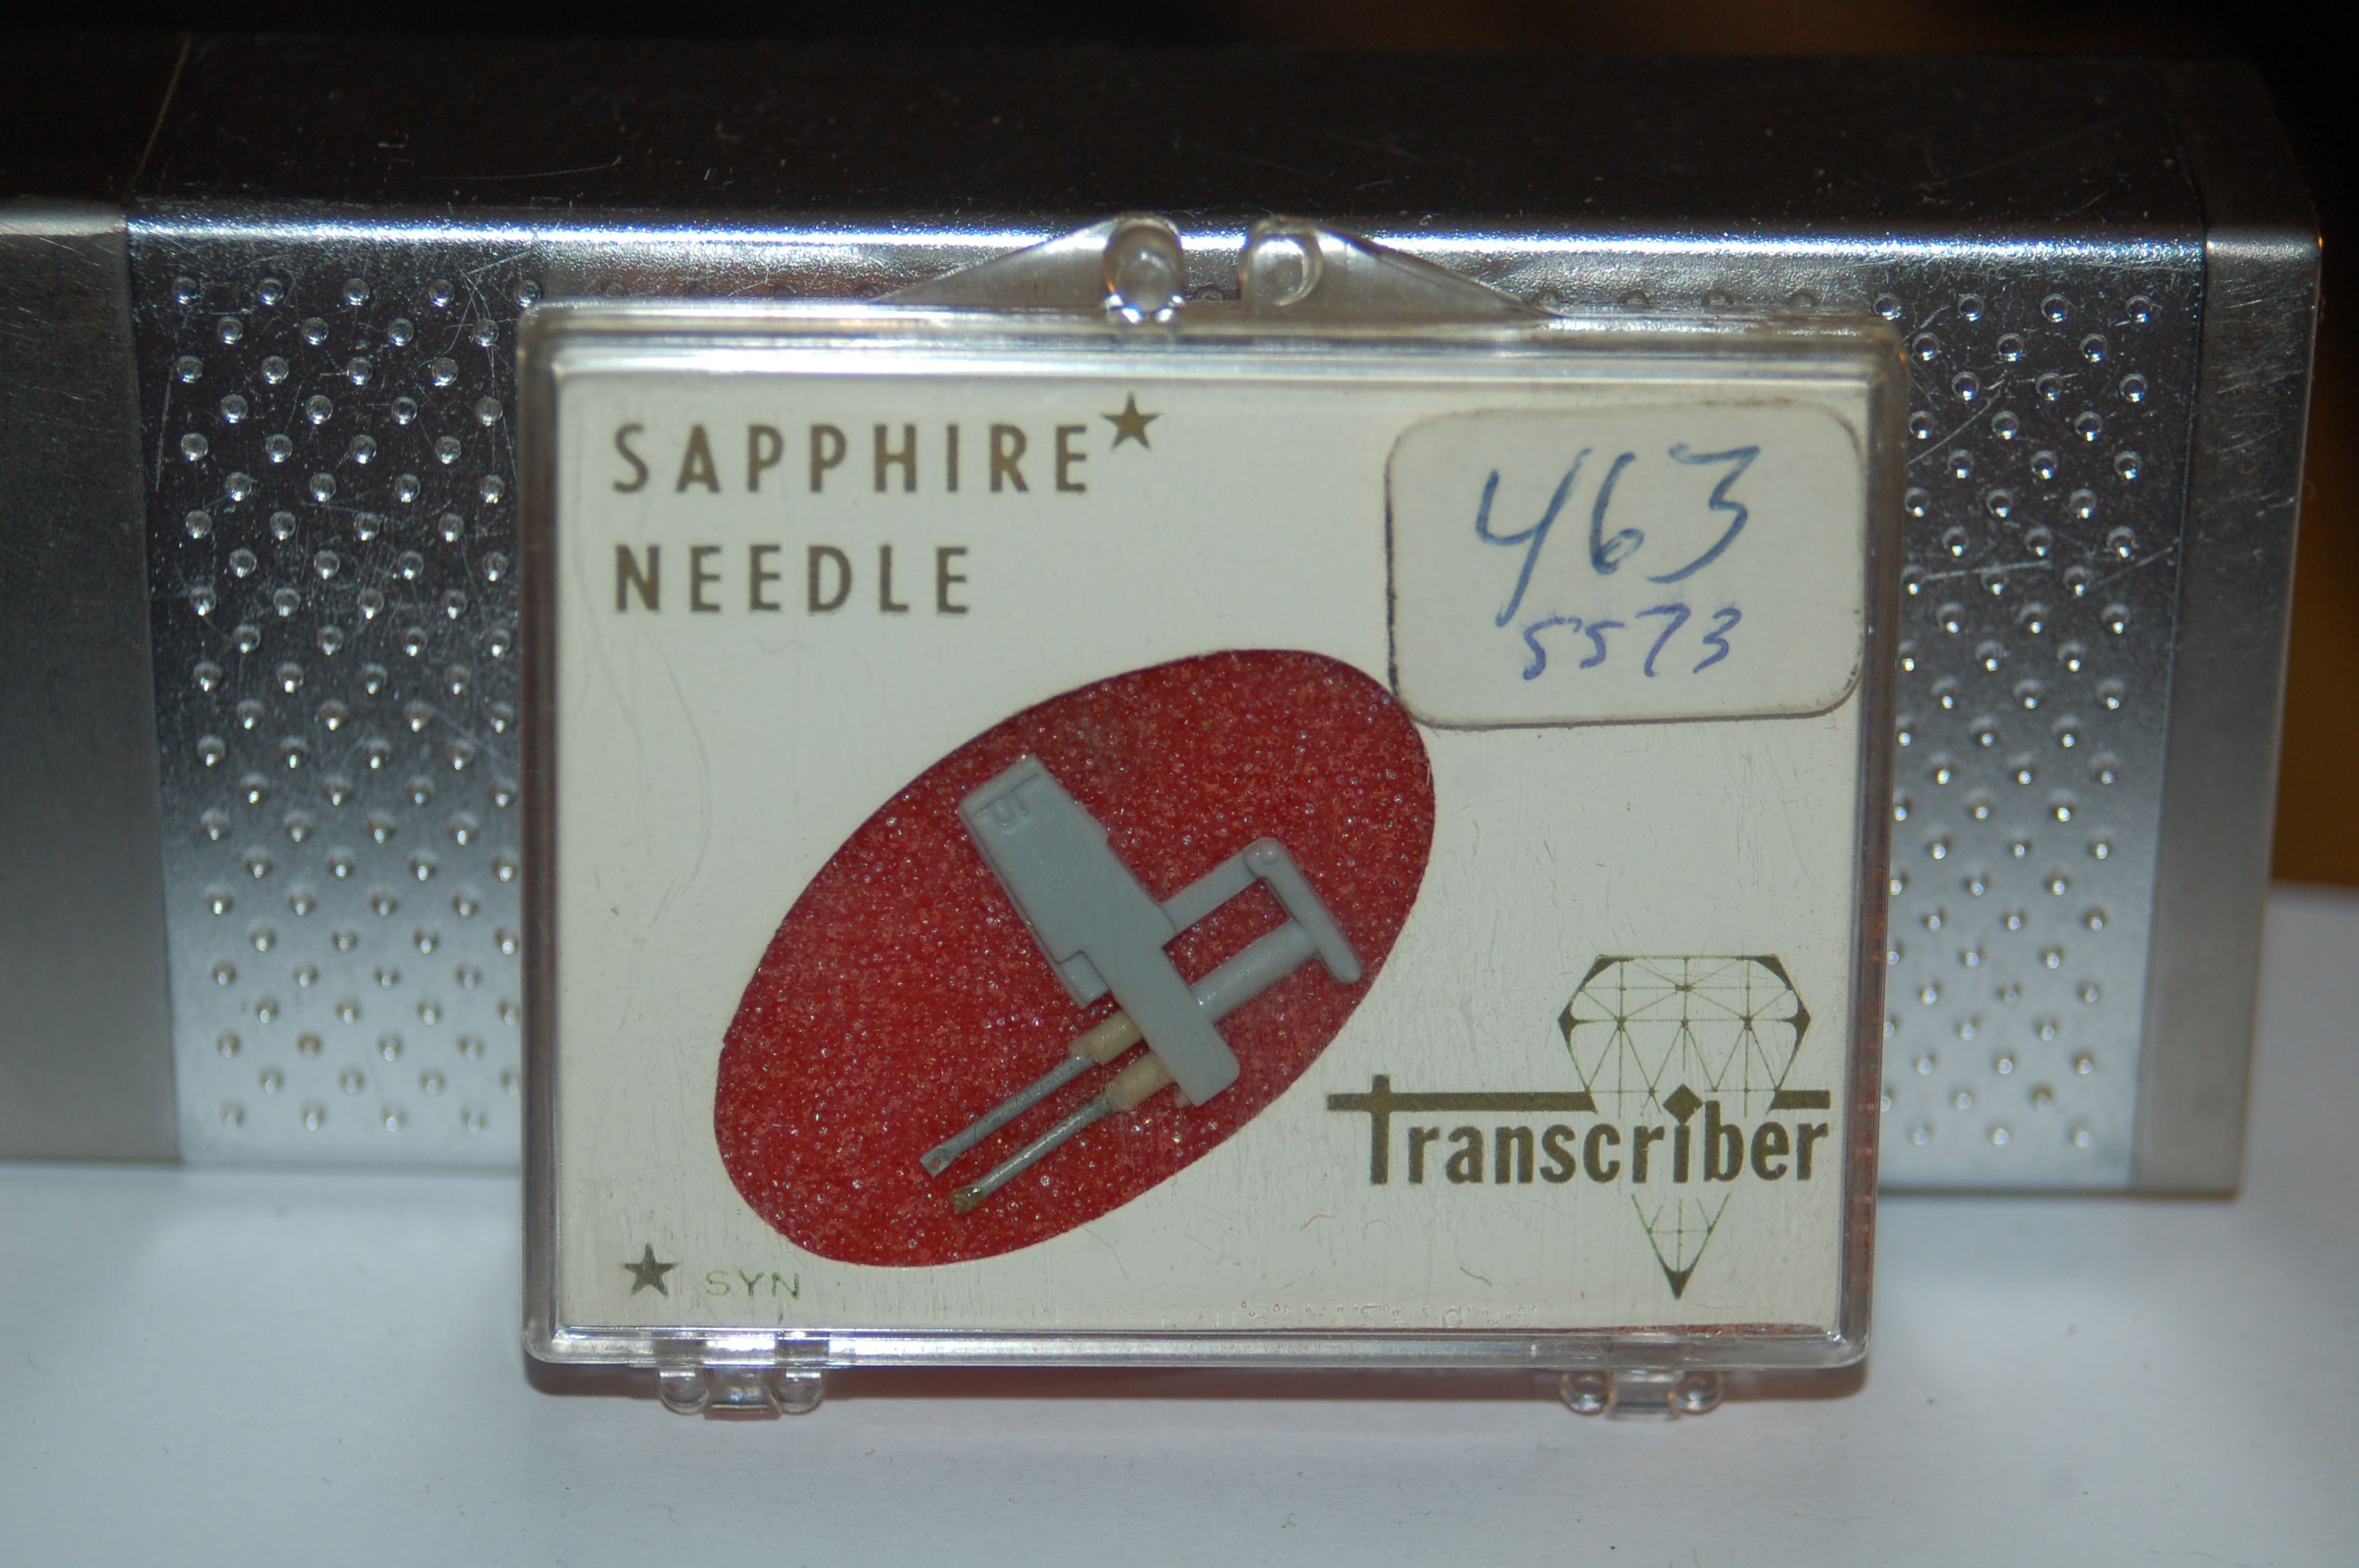 SAPPHIRE★
NEEDLE
463
5573
Transcriber
★ SYN